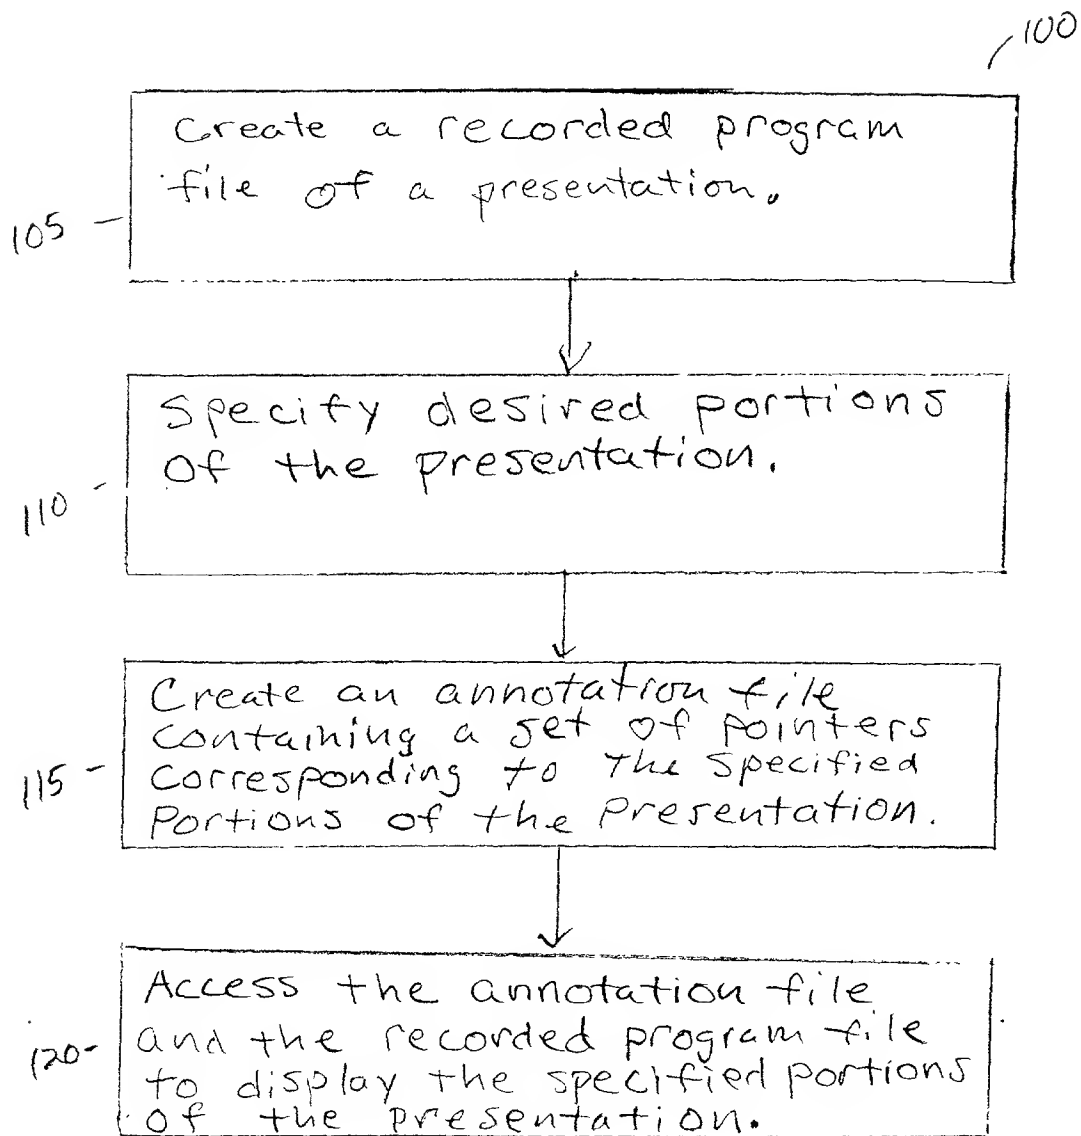 100
Create a recorded program
file of a presentation.
105
Specify desired portions
of the presentation.
110
Create an annotation file
containing a set of pointers
corresponding to the specified
Portions of the Presentation.
115
Access the annotation file
and the recorded program file
to display the specified portions
of the presentation.
120